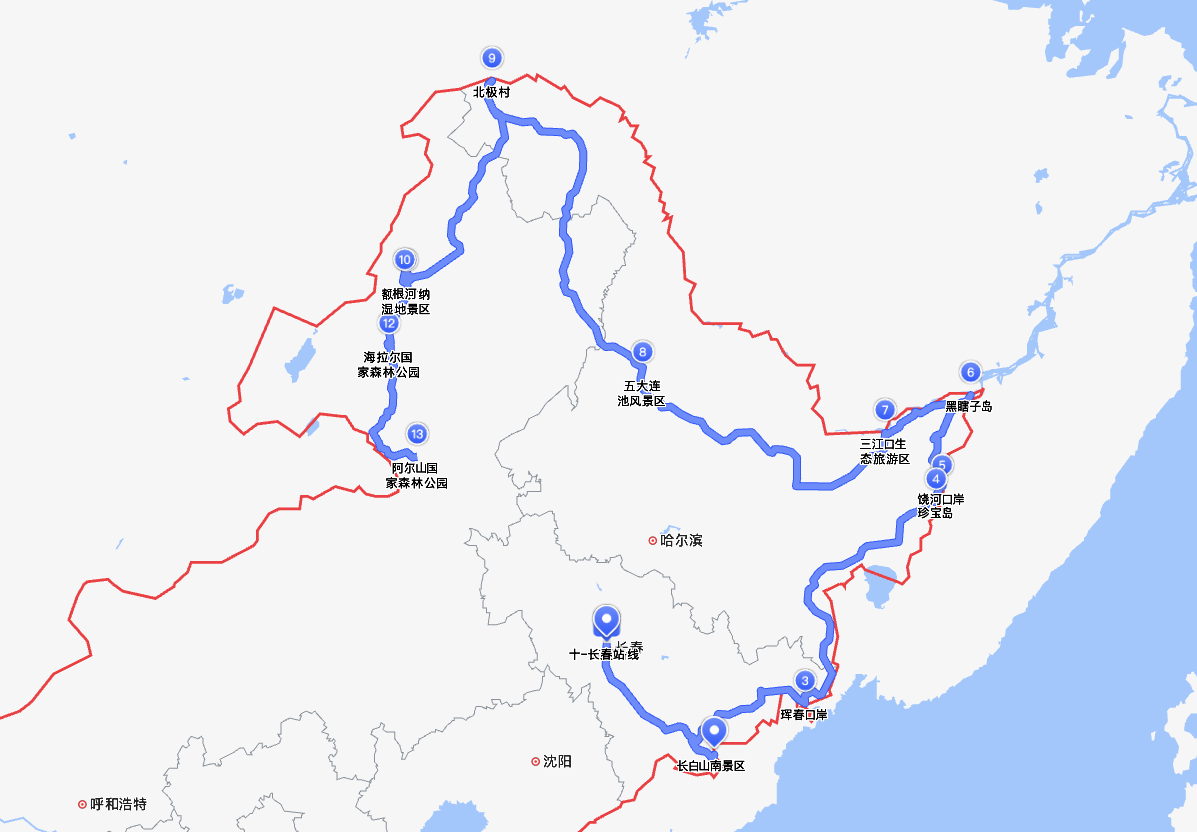 9
北极村
10
额根河纳
湿地景区
12
海拉尔国
家森林公园
8
五大连
池风景区
6
黑瞎子岛
7
三江口生
态旅游区
13
阿尔山国
家森林公园
5
4
饶河口岸
珍宝岛
哈尔滨
长春
十一长春站线
3
珲春口岸
长白山南景区
沈阳
呼和浩特